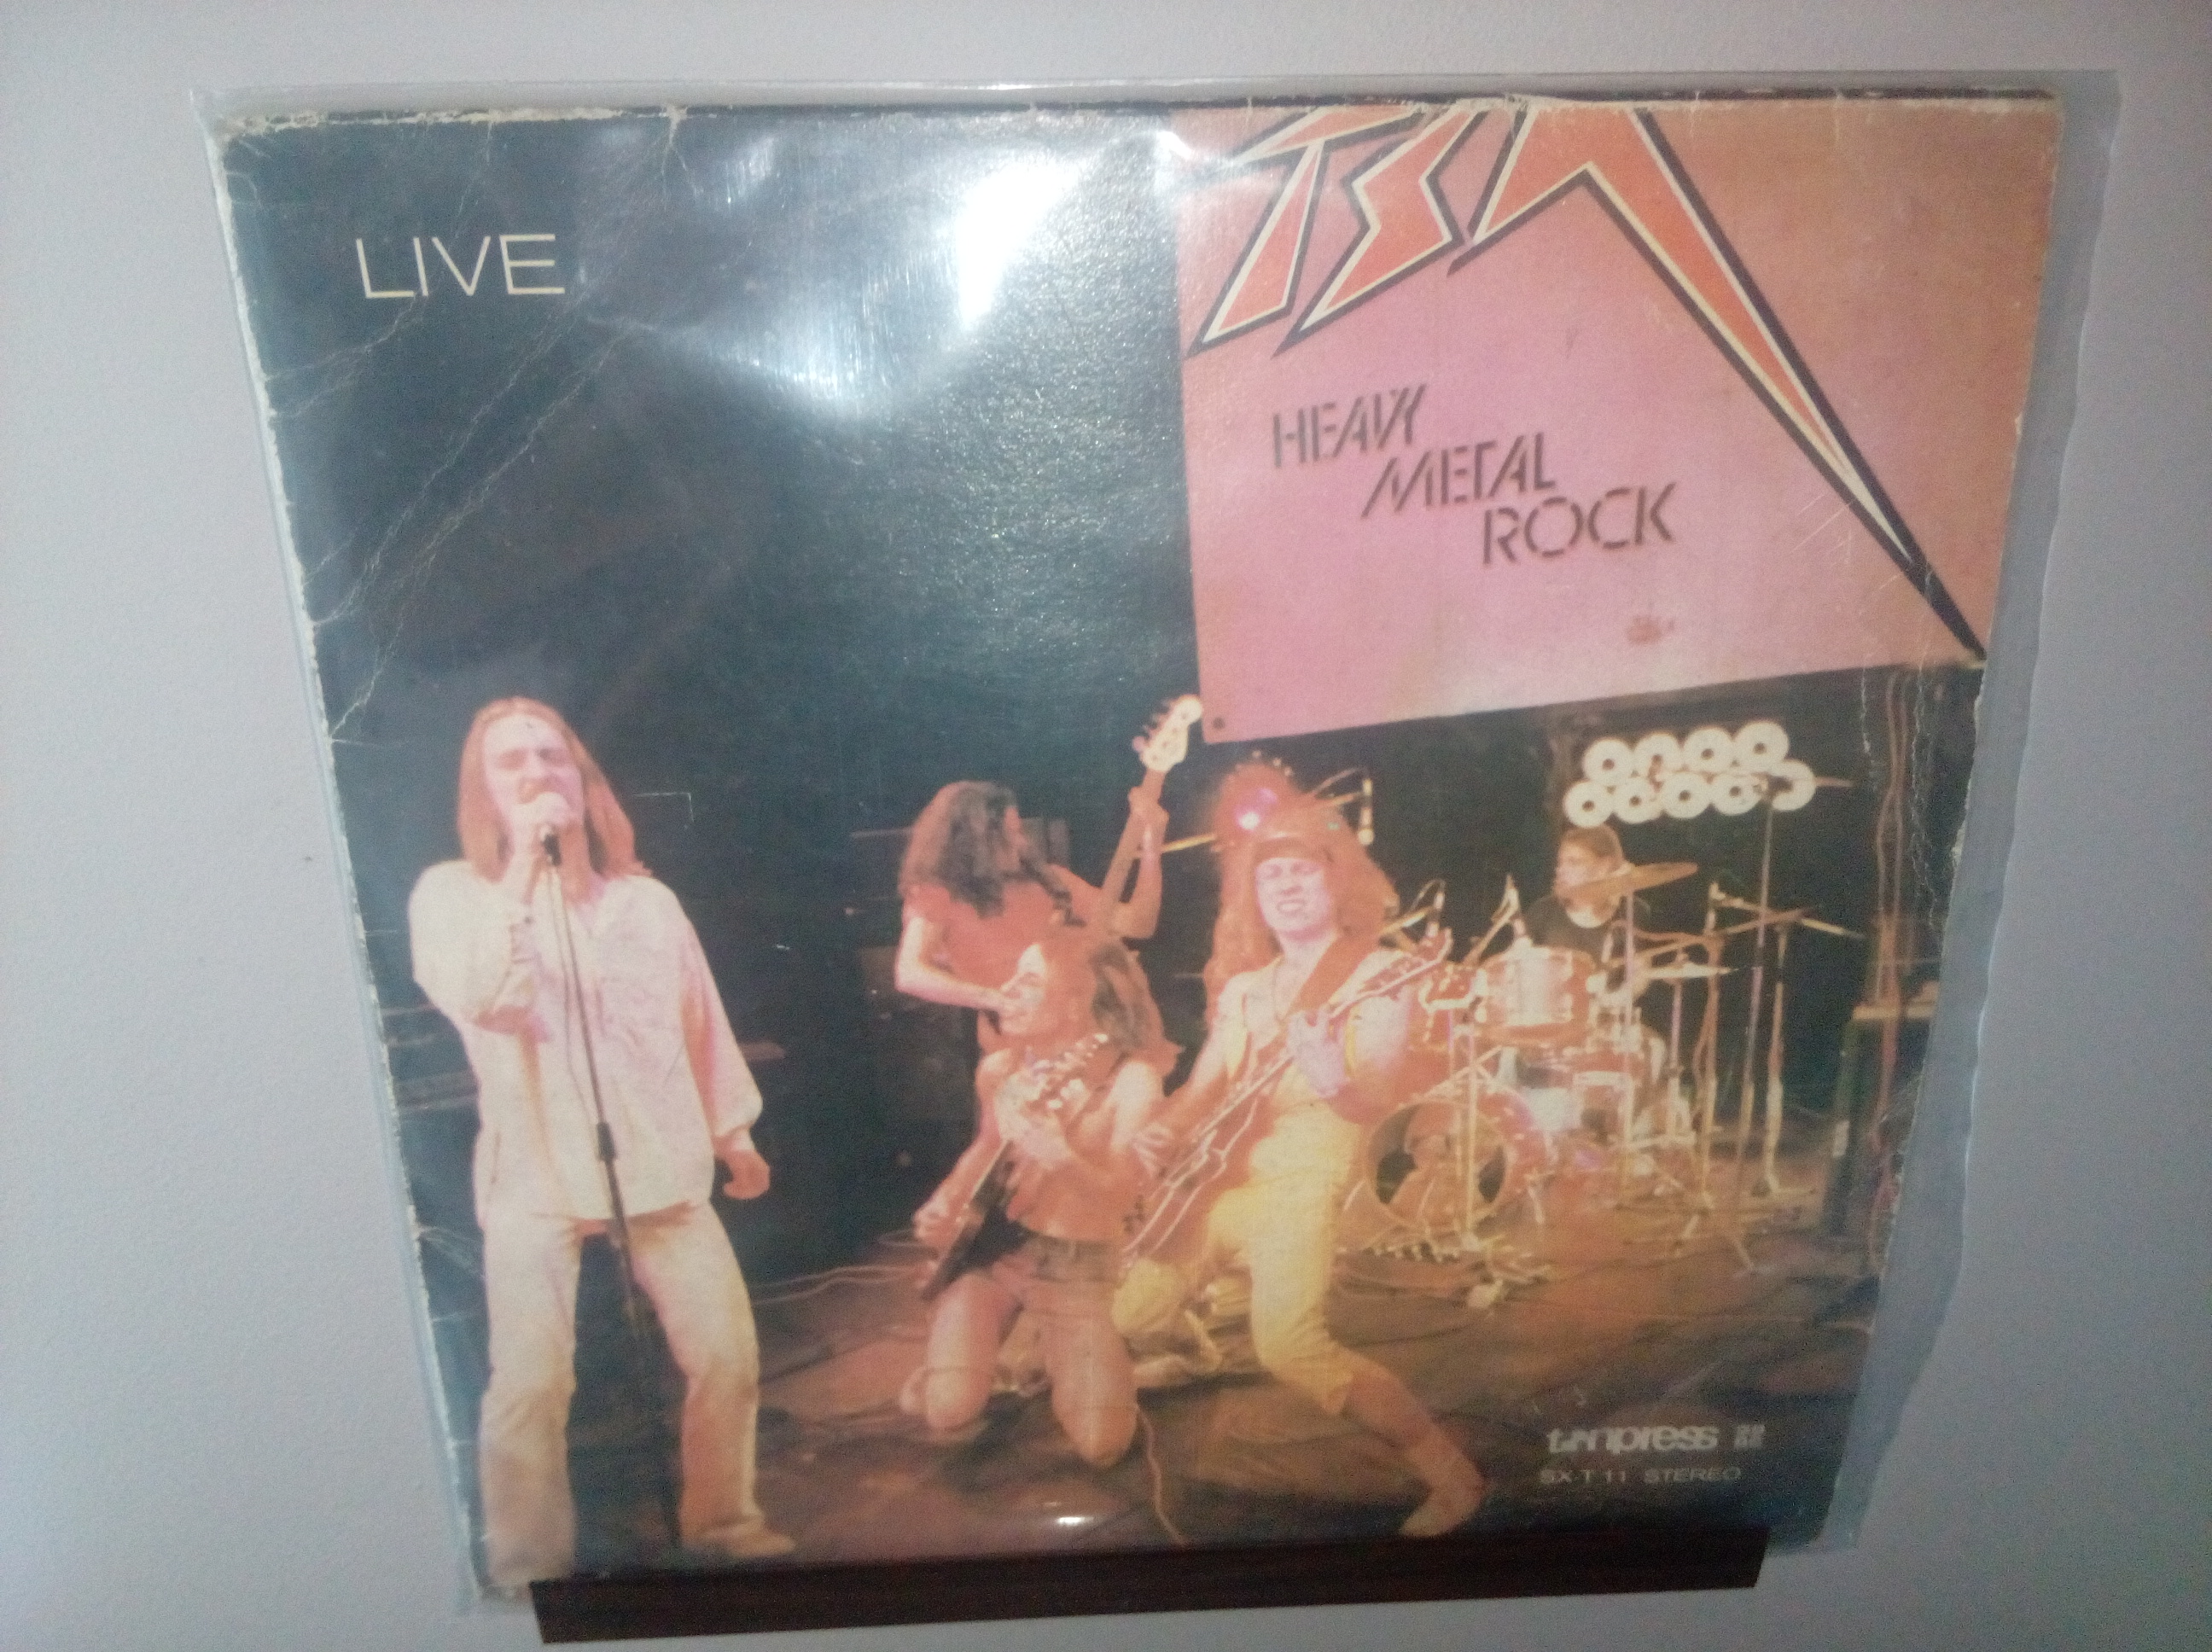 LIVE
TSA
HEAVY
METAL
ROCK
tonpress
SX-T 11 STEREO